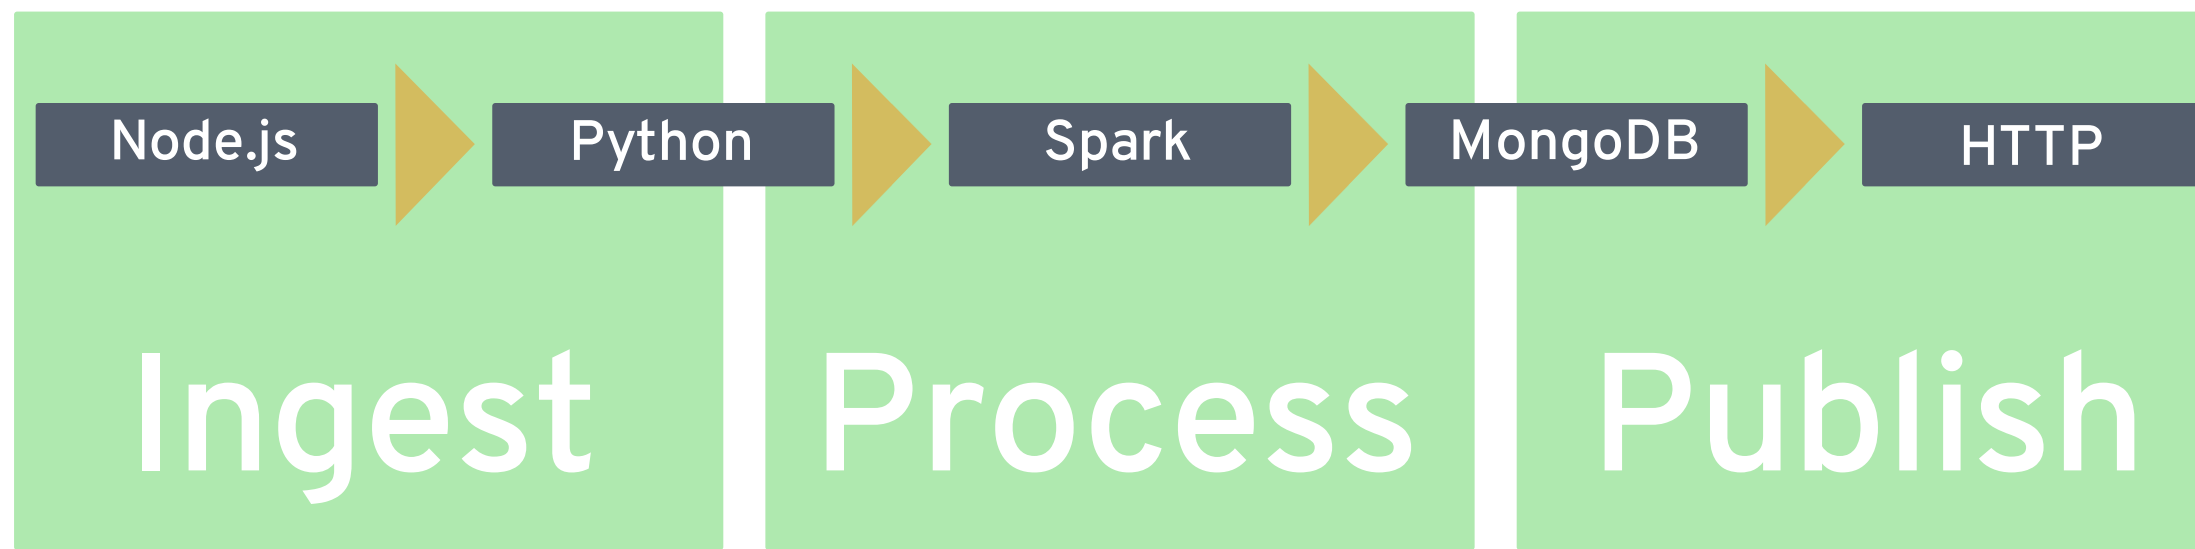 Node.js Python Spark MongoDB HTTP
Ingest Process Publish